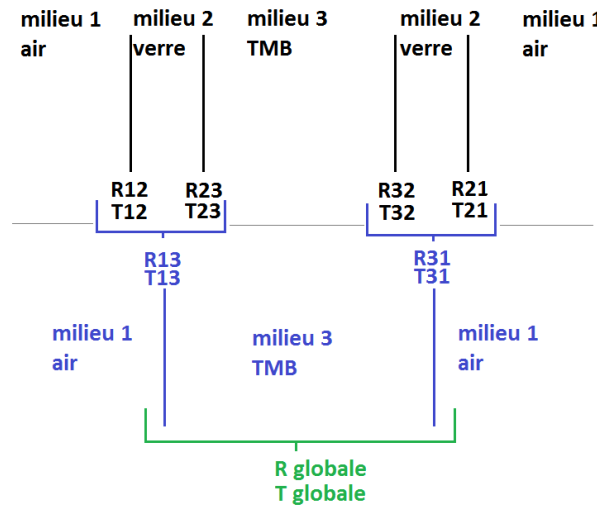 milieu 1 milieu 2 milieu 3 milieu 2 milieu 1
air verre TMB verre air
R12 R23 R32 R21
T12 T23 T32 T21
R13 R31
T13 T31
milieu 1 milieu 3 milieu 1
air TMB air
R globale
T globale